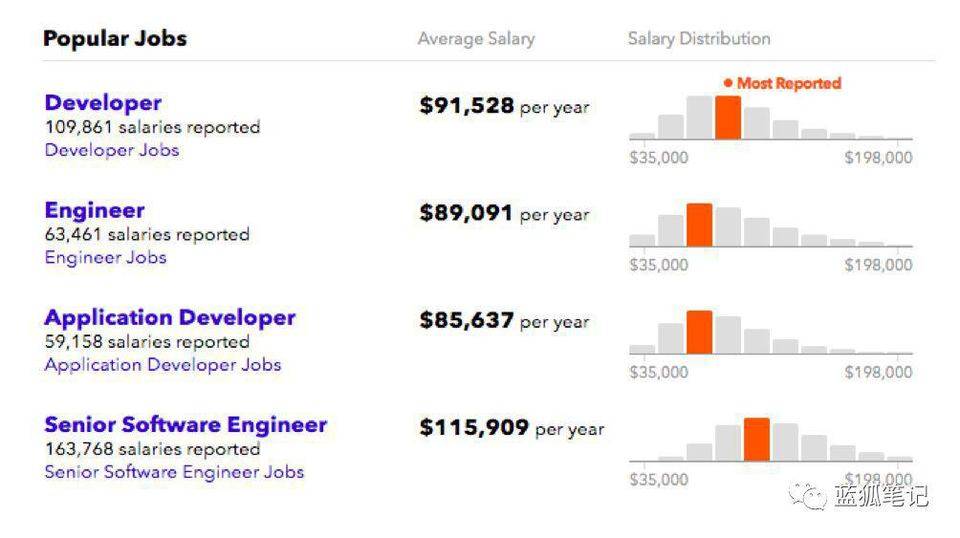 Popular Jobs Average Salary Salary Distribution
Most Reported
Developer $91,528 per year
109,861 salaries reported
Developer Jobs $35,000 $198,000
Engineer $89,091 per year
63,461 salaries reported
Engineer Jobs $35,000 $198,000
Application Developer $85,637 per year
59,158 salaries reported
Application Developer Jobs $35,000 $198,000
Senior Software Engineer $115,909 per year
163,768 salaries reported
Senior Software Engineer Jobs $35,000 $198,000
蓝狐笔记